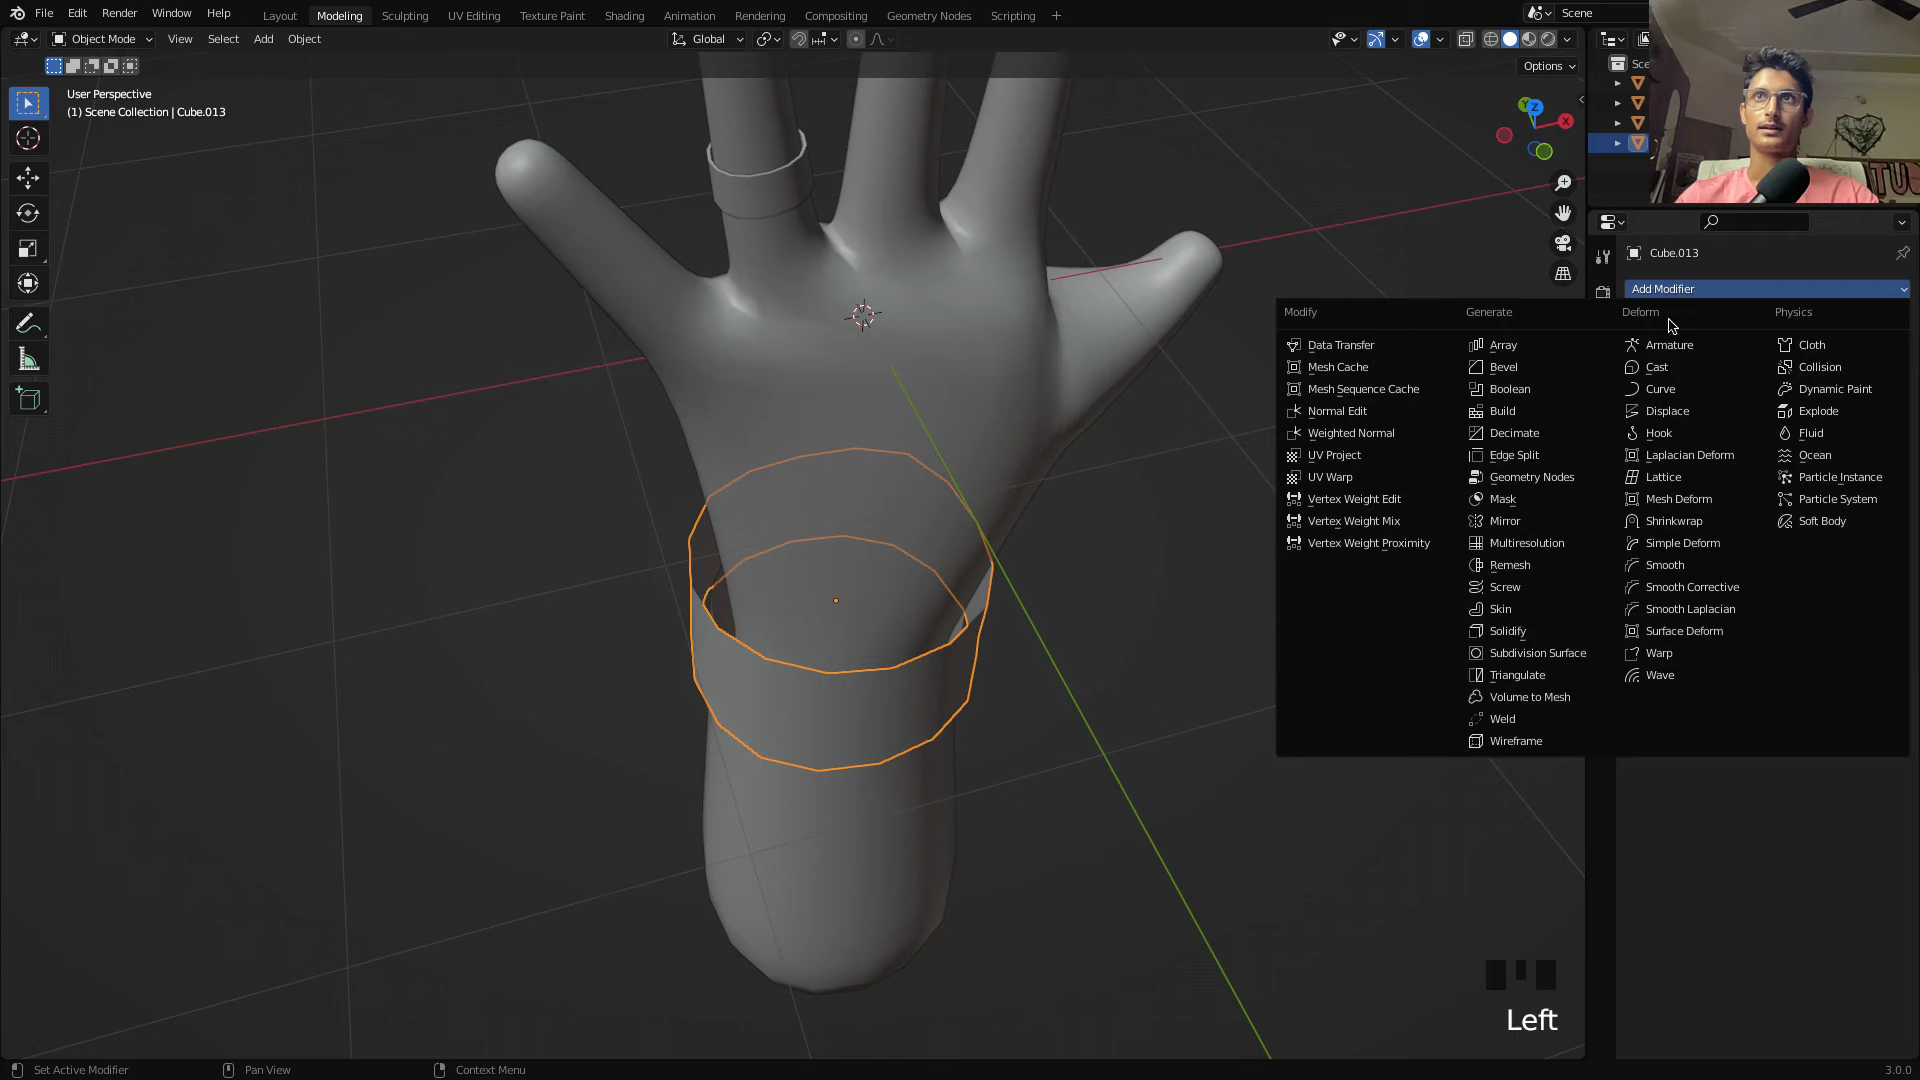 File Edit Render Window Help Layout Modeling Sculpting UV Editing Texture Paint Shading Animation Rendering Compositing Geometry Nodes Scripting + Scene
Object Mode View Select Add Object Global
Options
User Perspective
(1) Scene Collection | Cube.013
Z
X
Y
Sce
Cube.013
Add Modifier
Modify Generate Deform Physics
Data Transfer Array Armature Cloth
Mesh Cache Bevel Cast Collision
Mesh Sequence Cache Boolean Curve Dynamic Paint
Normal Edit Build Displace Explode
Weighted Normal Decimate Hook Fluid
UV Project Edge Split Laplacian Deform Ocean
UV Warp Geometry Nodes Lattice Particle Instance
Vertex Weight Edit Mask Mesh Deform Particle System
Vertex Weight Mix Mirror Shrinkwrap Soft Body
Vertex Weight Proximity Multiresolution Simple Deform
Remesh Smooth
Screw Smooth Corrective
Skin Smooth Laplacian
Solidify Surface Deform
Subdivision Surface Warp
Triangulate Wave
Volume to Mesh
Weld
Wireframe
Left
Set Active Modifier Pan View Context Menu 3.0.0